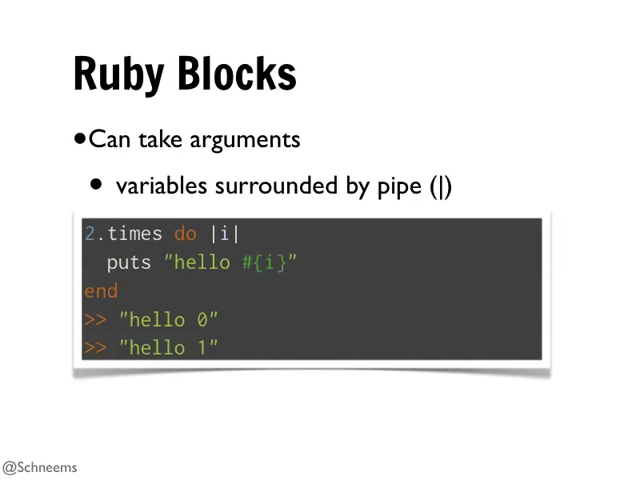 Ruby Blocks
•Can take arguments
• variables surrounded by pipe (|)
2.times do |i|
  puts "hello #{i}"
end
>> "hello 0"
>> "hello 1"
@Schneems